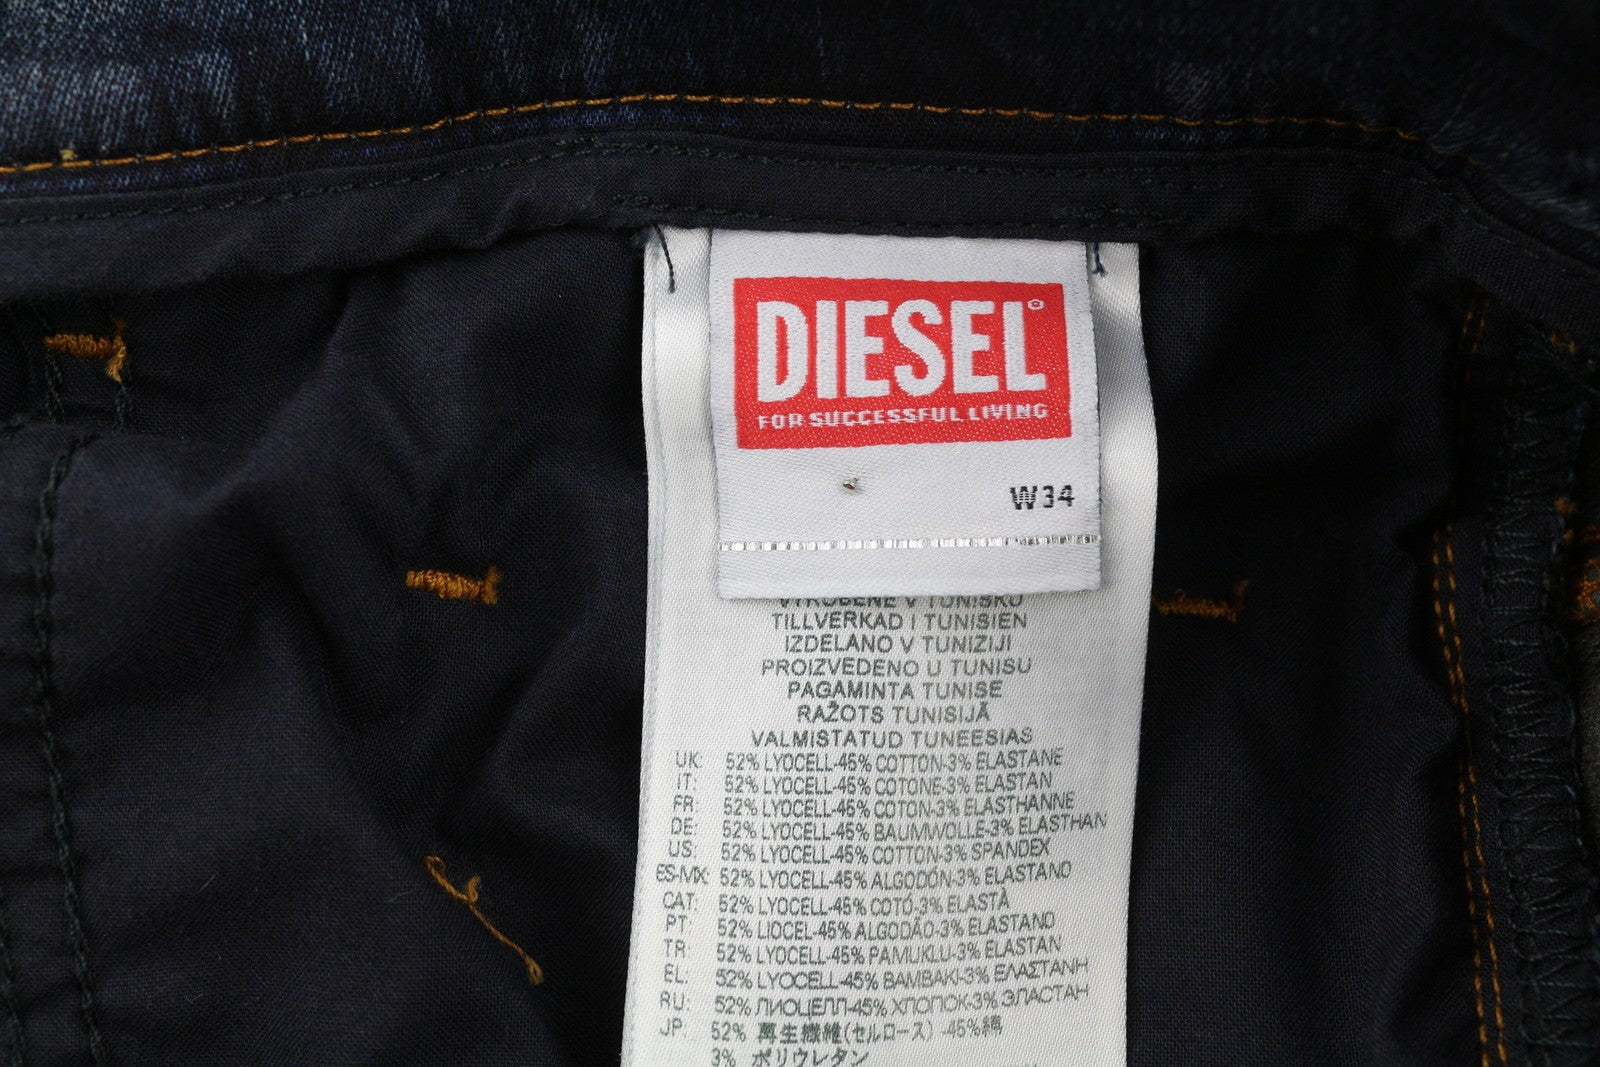 DIESEL
FOR SUCCESSFUL LIVING
W34
VYROBENE V TUNISKU
TILLVERKAD I TUNISIEN
IZDELANO V TUNIZIJI
PROIZVEDENO U TUNISU
PAGAMINTA TUNISE
RAŽOTS TUNISIJĀ
VALMISTATUD TUNEESIAS
UK: 52% LYOCELL-45% COTTON-3% ELASTANE
IT: 52% LYOCELL-45% COTONE-3% ELASTAN
FR: 52% LYOCELL-45% COTON-3% ELASTHANNE
DE: 52% LYOCELL-45% BAUMWOLLE-3% ELASTHAN
US: 52% LYOCELL-45% COTTON-3% SPANDEX
ES-MX: 52% LYOCELL-45% ALGODÓN-3% ELASTANO
CAT: 52% LYOCELL-45% COTÓ-3% ELASTÀ
PT: 52% LIOCEL-45% ALGODÃO-3% ELASTANO
TR: 52% LYOCELL-45% PAMUKLU-3% ELASTAN
EL: 52% LYOCELL-45% ΒΑΜΒΑΚΙ-3% ΕΛΑΣΤΑΝΗ
RU: 52% ЛИОЦЕЛЛ-45% ХЛОПОК-3% ЭЛАСТАН
JP: 52% 再生繊維(セルロース) -45%綿
3% ポリウレタン